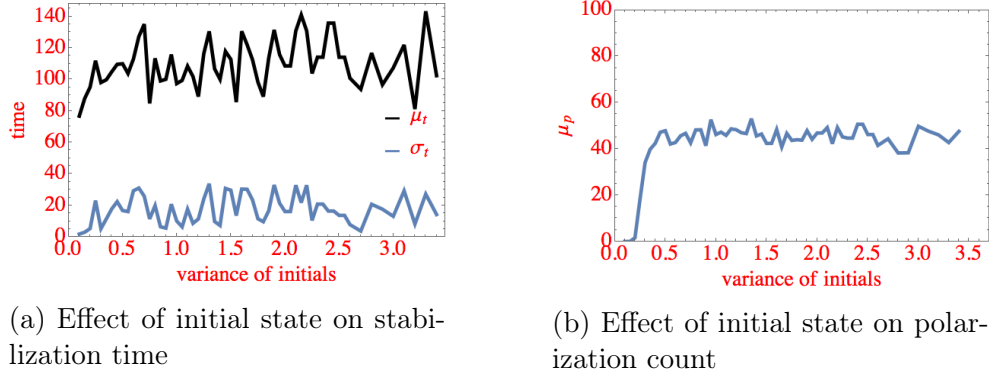 140
120
100
80
60
40
20
0
time
μt
σt
0.0 0.5 1.0 1.5 2.0 2.5 3.0
variance of initials
(a) Effect of initial state on stabi-
lization time
100
80
60
40
20
0
μp
0.0 0.5 1.0 1.5 2.0 2.5 3.0 3.5
variance of initials
(b) Effect of initial state on polar-
ization count